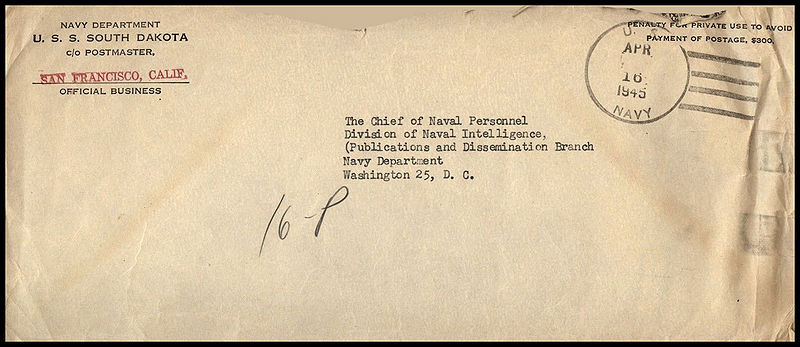 NAVY DEPARTMENT
U. S. S. SOUTH DAKOTA
C/O POSTMASTER,
SAN FRANCISCO, CALIF.
OFFICIAL BUSINESS
PENALTY FOR PRIVATE USE TO AVOID
PAYMENT OF POSTAGE, $300.
U. S.
APR
16
1945
NAVY
The Chief of Naval Personnel
Division of Naval Intelligence,
(Publications and Dissemination Branch
Navy Department
Washington 25, D. C.
16-P